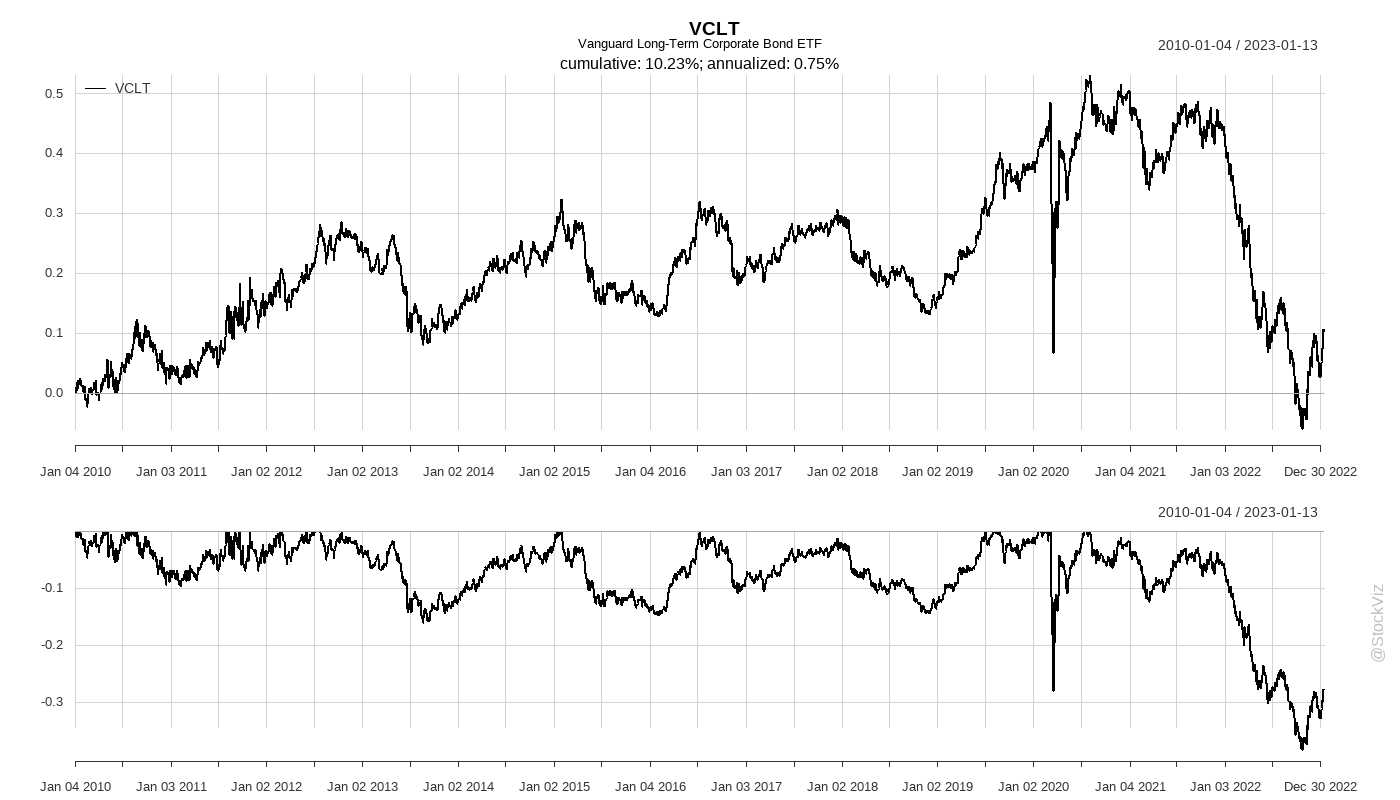 VCLT
Vanguard Long-Term Corporate Bond ETF
2010-01-04 / 2023-01-13
cumulative: 10.23%; annualized: 0.75%
VCLT
0.5
0.4
0.3
0.2
0.1
0.0
Jan 04 2010 Jan 03 2011 Jan 02 2012 Jan 02 2013 Jan 02 2014 Jan 02 2015 Jan 04 2016 Jan 03 2017 Jan 02 2018 Jan 02 2019 Jan 02 2020 Jan 04 2021 Jan 03 2022 Dec 30 2022
2010-01-04 / 2023-01-13
-0.1
-0.2
-0.3
@StockViz
Jan 04 2010 Jan 03 2011 Jan 02 2012 Jan 02 2013 Jan 02 2014 Jan 02 2015 Jan 04 2016 Jan 03 2017 Jan 02 2018 Jan 02 2019 Jan 02 2020 Jan 04 2021 Jan 03 2022 Dec 30 2022